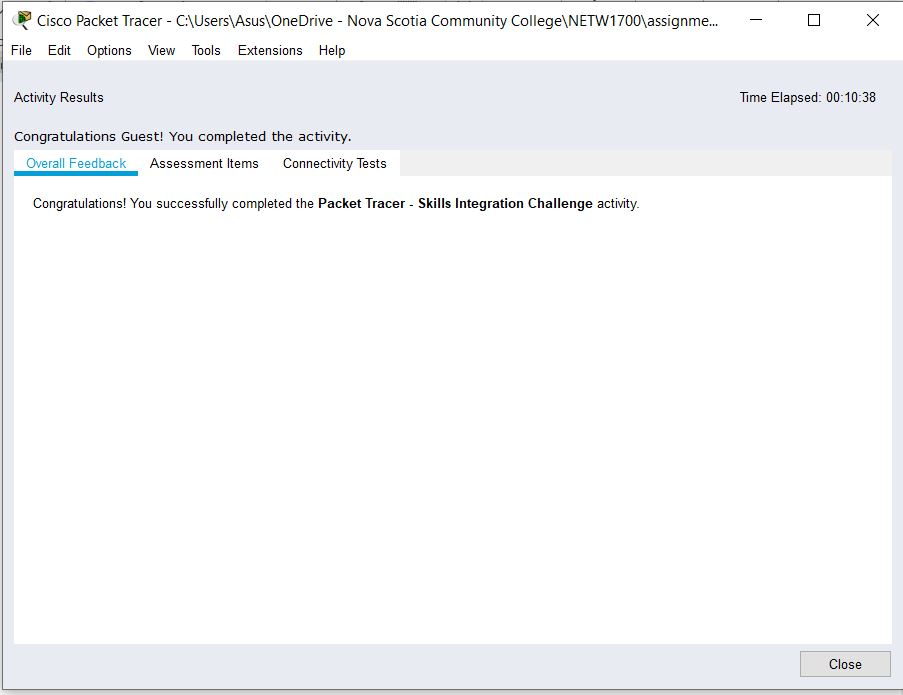 Cisco Packet Tracer - C:\Users\Asus\OneDrive - Nova Scotia Community College\NETW1700\assignme...
File Edit Options View Tools Extensions Help
Activity Results Time Elapsed: 00:10:38
Congratulations Guest! You completed the activity.
Overall Feedback Assessment Items Connectivity Tests
Congratulations! You successfully completed the Packet Tracer - Skills Integration Challenge activity.
Close